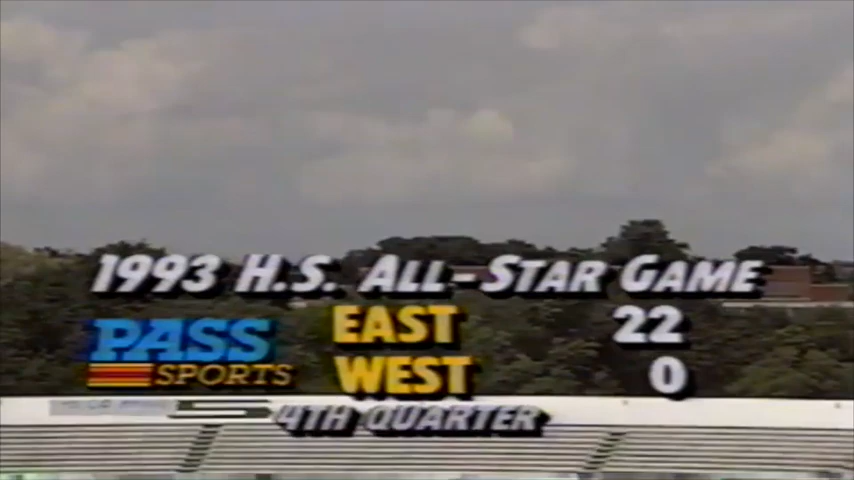 1993 H.S. ALL-STAR GAME
PASS SPORTS
EAST 22
WEST 0
4TH QUARTER